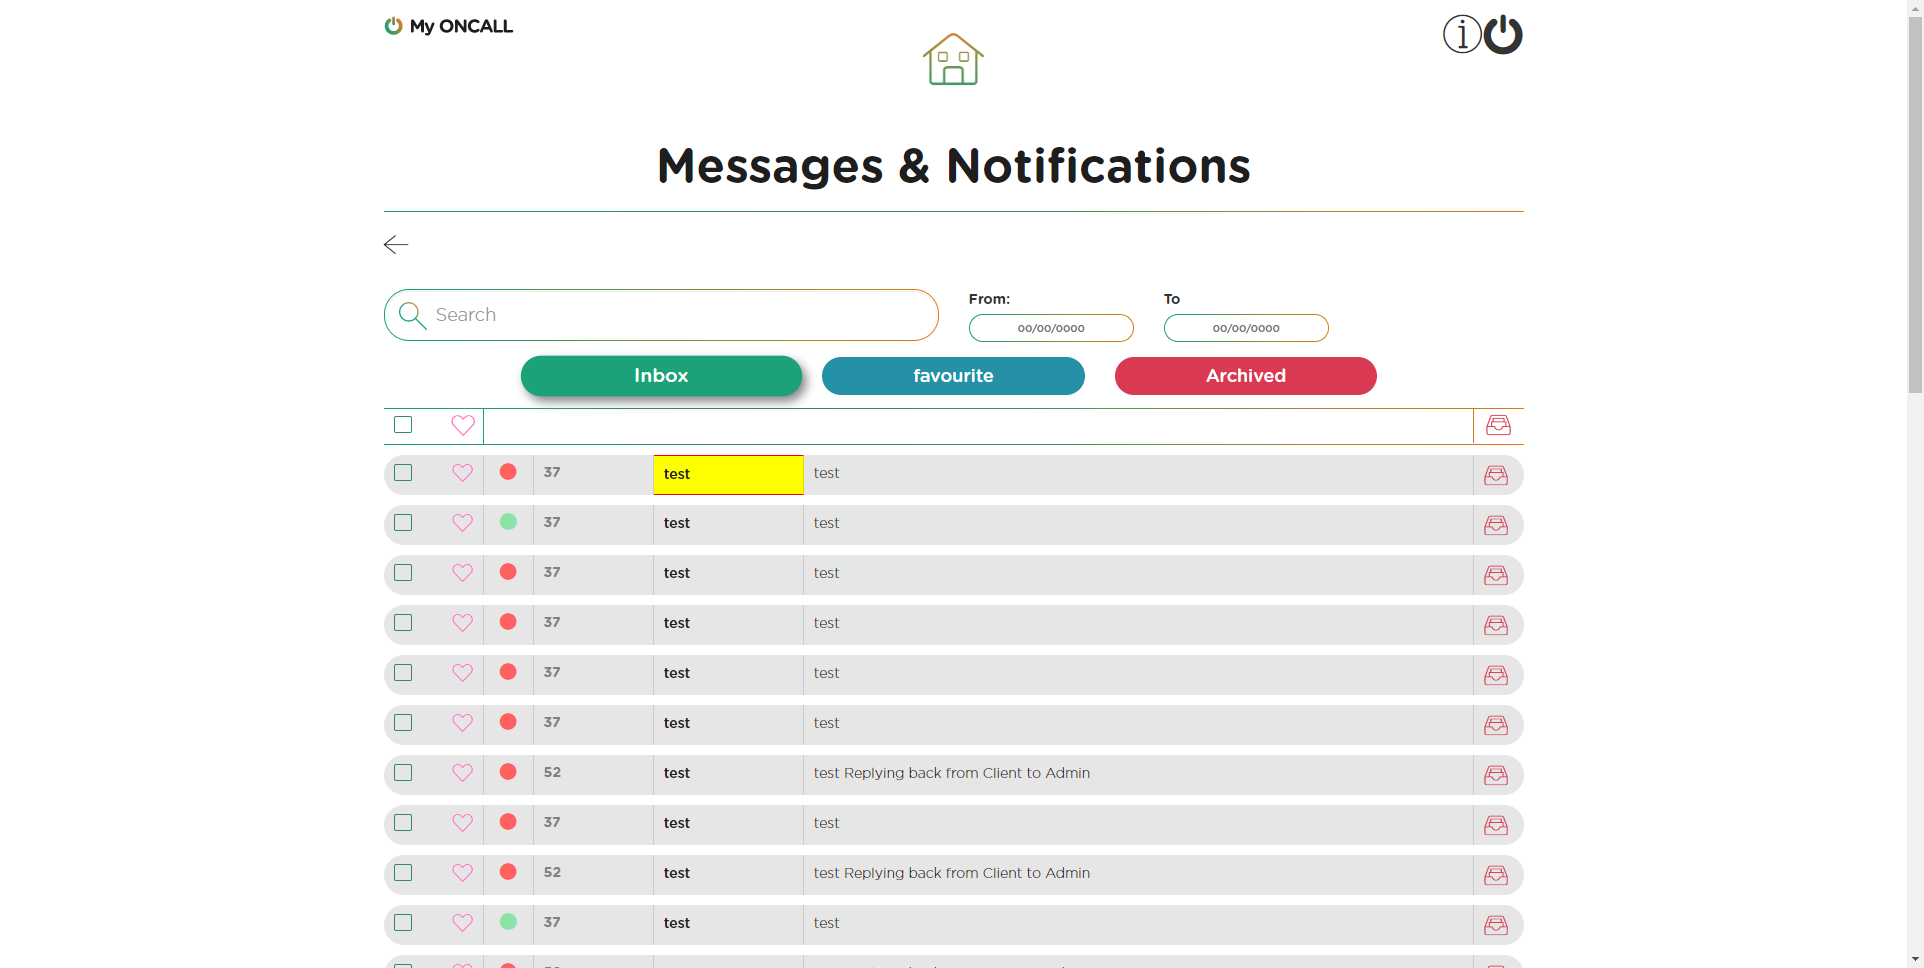 My ONCALL
Messages & Notifications
Search
From:
00/00/0000
To
00/00/0000
Inbox
favourite
Archived
37 test test
37 test test
37 test test
37 test test
37 test test
37 test test
52 test test Replying back from Client to Admin
37 test test
52 test test Replying back from Client to Admin
37 test test